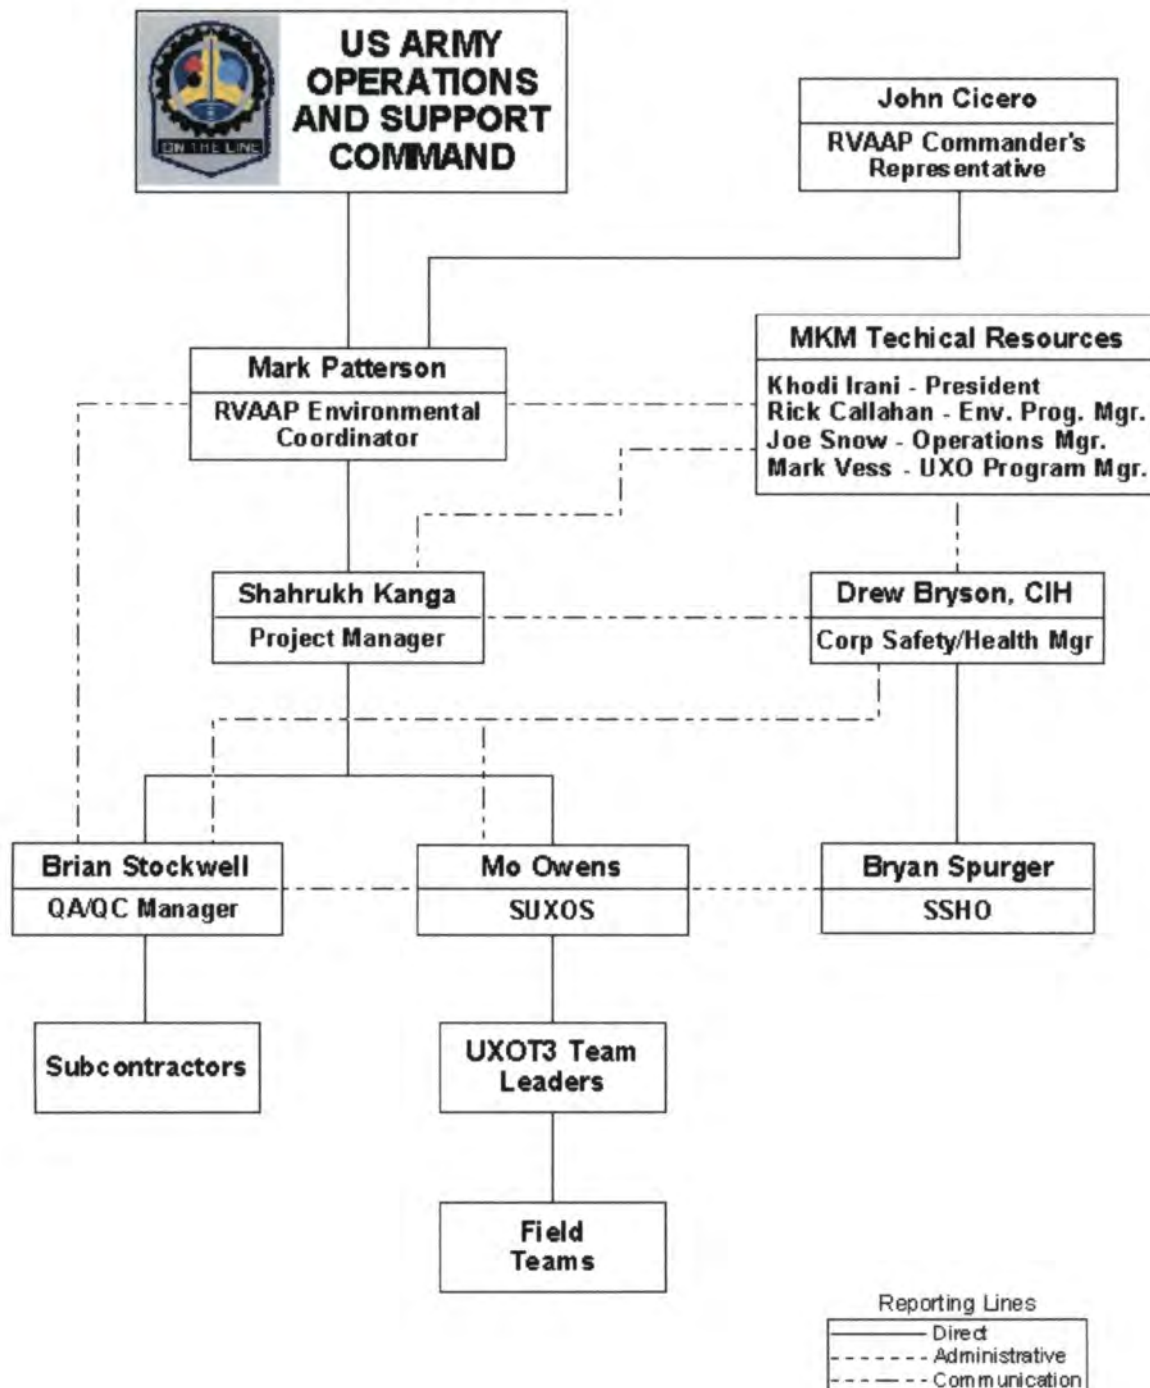 US ARMY
OPERATIONS
AND SUPPORT
COMMAND
ON THE LINE
John Cicero
RVAAP Commander's
Representative
Mark Patterson
RVAAP Environmental
Coordinator
MKM Techical Resources
Khodi Irani - President
Rick Callahan - Env. Prog. Mgr.
Joe Snow - Operations Mgr.
Mark Vess - UXO Program Mgr.
Shahrukh Kanga
Project Manager
Drew Bryson, CIH
Corp Safety/Health Mgr
Brian Stockwell
QA/QC Manager
Mo Owens
SUXOS
Bryan Spurger
SSHO
Subcontractors
UXOT3 Team
Leaders
Field
Teams
Reporting Lines
Direct
Administrative
Communication